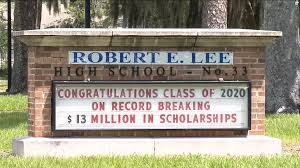 ROBERT E. LEE
HIGH SCHOOL - No. 33
CONGRATULATIONS CLASS OF 2020
ON RECORD BREAKING
$ 13 MILLION IN SCHOLARSHIPS